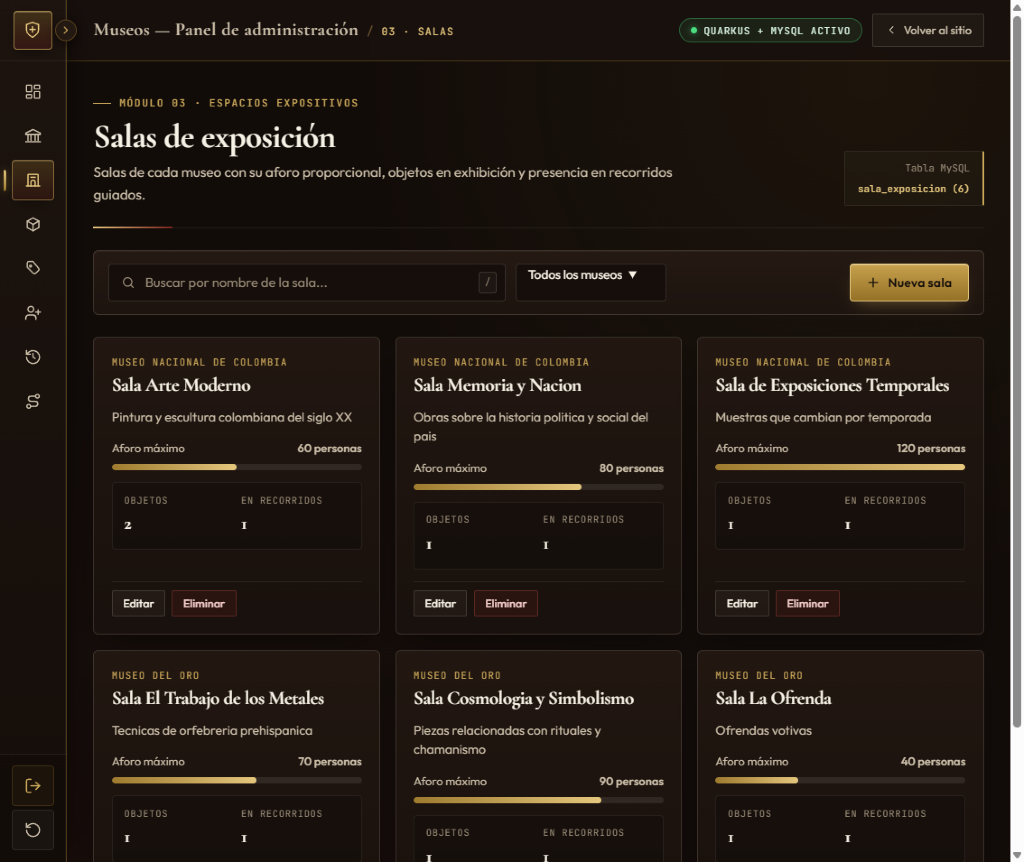 Museos — Panel de administración / 03 · SALAS
QUARKUS + MYSQL ACTIVO
Volver al sitio
MÓDULO 03 · ESPACIOS EXPOSITIVOS
Salas de exposición
Salas de cada museo con su aforo proporcional, objetos en exhibición y presencia en recorridos
guiados.
Tabla MySQL
sala_exposicion (6)
Buscar por nombre de la sala... /
Todos los museos ▼
+ Nueva sala
MUSEO NACIONAL DE COLOMBIA
Sala Arte Moderno
Pintura y escultura colombiana del siglo XX
Aforo máximo 60 personas
OBJETOS EN RECORRIDOS
2 1
Editar Eliminar
MUSEO NACIONAL DE COLOMBIA
Sala Memoria y Nacion
Obras sobre la historia politica y social del
pais
Aforo máximo 80 personas
OBJETOS EN RECORRIDOS
1 1
Editar Eliminar
MUSEO NACIONAL DE COLOMBIA
Sala de Exposiciones Temporales
Muestras que cambian por temporada
Aforo máximo 120 personas
OBJETOS EN RECORRIDOS
1 1
Editar Eliminar
MUSEO DEL ORO
Sala El Trabajo de los Metales
Tecnicas de orfebreria prehispanica
Aforo máximo 70 personas
OBJETOS EN RECORRIDOS
1 1
MUSEO DEL ORO
Sala Cosmologia y Simbolismo
Piezas relacionadas con rituales y
chamanismo
Aforo máximo 90 personas
OBJETOS EN RECORRIDOS
1 1
MUSEO DEL ORO
Sala La Ofrenda
Ofrendas votivas
Aforo máximo 40 personas
OBJETOS EN RECORRIDOS
1 1